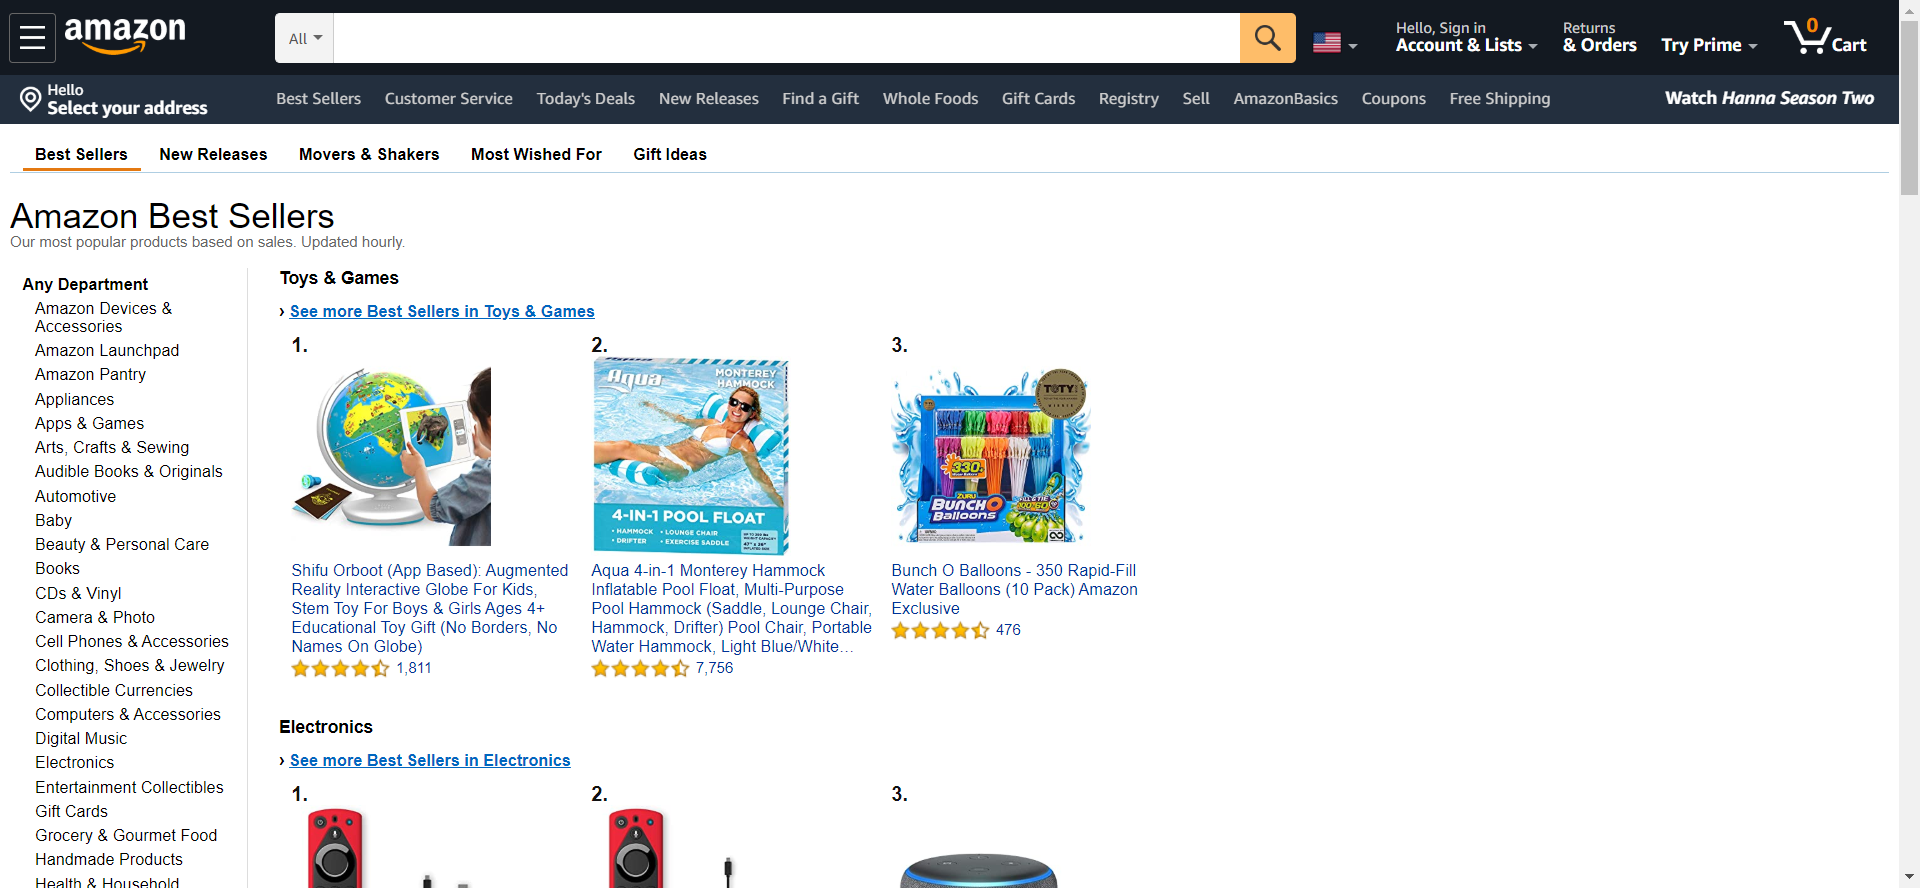 amazon
All
Hello, Sign in
Account & Lists
Returns
& Orders
Try Prime
0
Cart
Hello
Select your address
Best Sellers
Customer Service
Today's Deals
New Releases
Find a Gift
Whole Foods
Gift Cards
Registry
Sell
AmazonBasics
Coupons
Free Shipping
Watch Hanna Season Two
Best Sellers
New Releases
Movers & Shakers
Most Wished For
Gift Ideas
Amazon Best Sellers
Our most popular products based on sales. Updated hourly.
Any Department
Amazon Devices &
Accessories
Amazon Launchpad
Amazon Pantry
Appliances
Apps & Games
Arts, Crafts & Sewing
Audible Books & Originals
Automotive
Baby
Beauty & Personal Care
Books
CDs & Vinyl
Camera & Photo
Cell Phones & Accessories
Clothing, Shoes & Jewelry
Collectible Currencies
Computers & Accessories
Digital Music
Electronics
Entertainment Collectibles
Gift Cards
Grocery & Gourmet Food
Handmade Products
Health & Household
Toys & Games
› See more Best Sellers in Toys & Games
1.
Shifu Orboot (App Based): Augmented
Reality Interactive Globe For Kids,
Stem Toy For Boys & Girls Ages 4+
Educational Toy Gift (No Borders, No
Names On Globe)
1,811
2.
Aqua
MONTEREY
HAMMOCK
4-IN-1 POOL FLOAT
• HAMMOCK • LOUNGE CHAIR
• DRIFTER • EXERCISE SADDLE
Aqua 4-in-1 Monterey Hammock
Inflatable Pool Float, Multi-Purpose
Pool Hammock (Saddle, Lounge Chair,
Hammock, Drifter) Pool Chair, Portable
Water Hammock, Light Blue/White…
7,756
3.
330
ZURU
BUNCH O
Balloons
Bunch O Balloons - 350 Rapid-Fill
Water Balloons (10 Pack) Amazon
Exclusive
476
Electronics
› See more Best Sellers in Electronics
1.
2.
3.